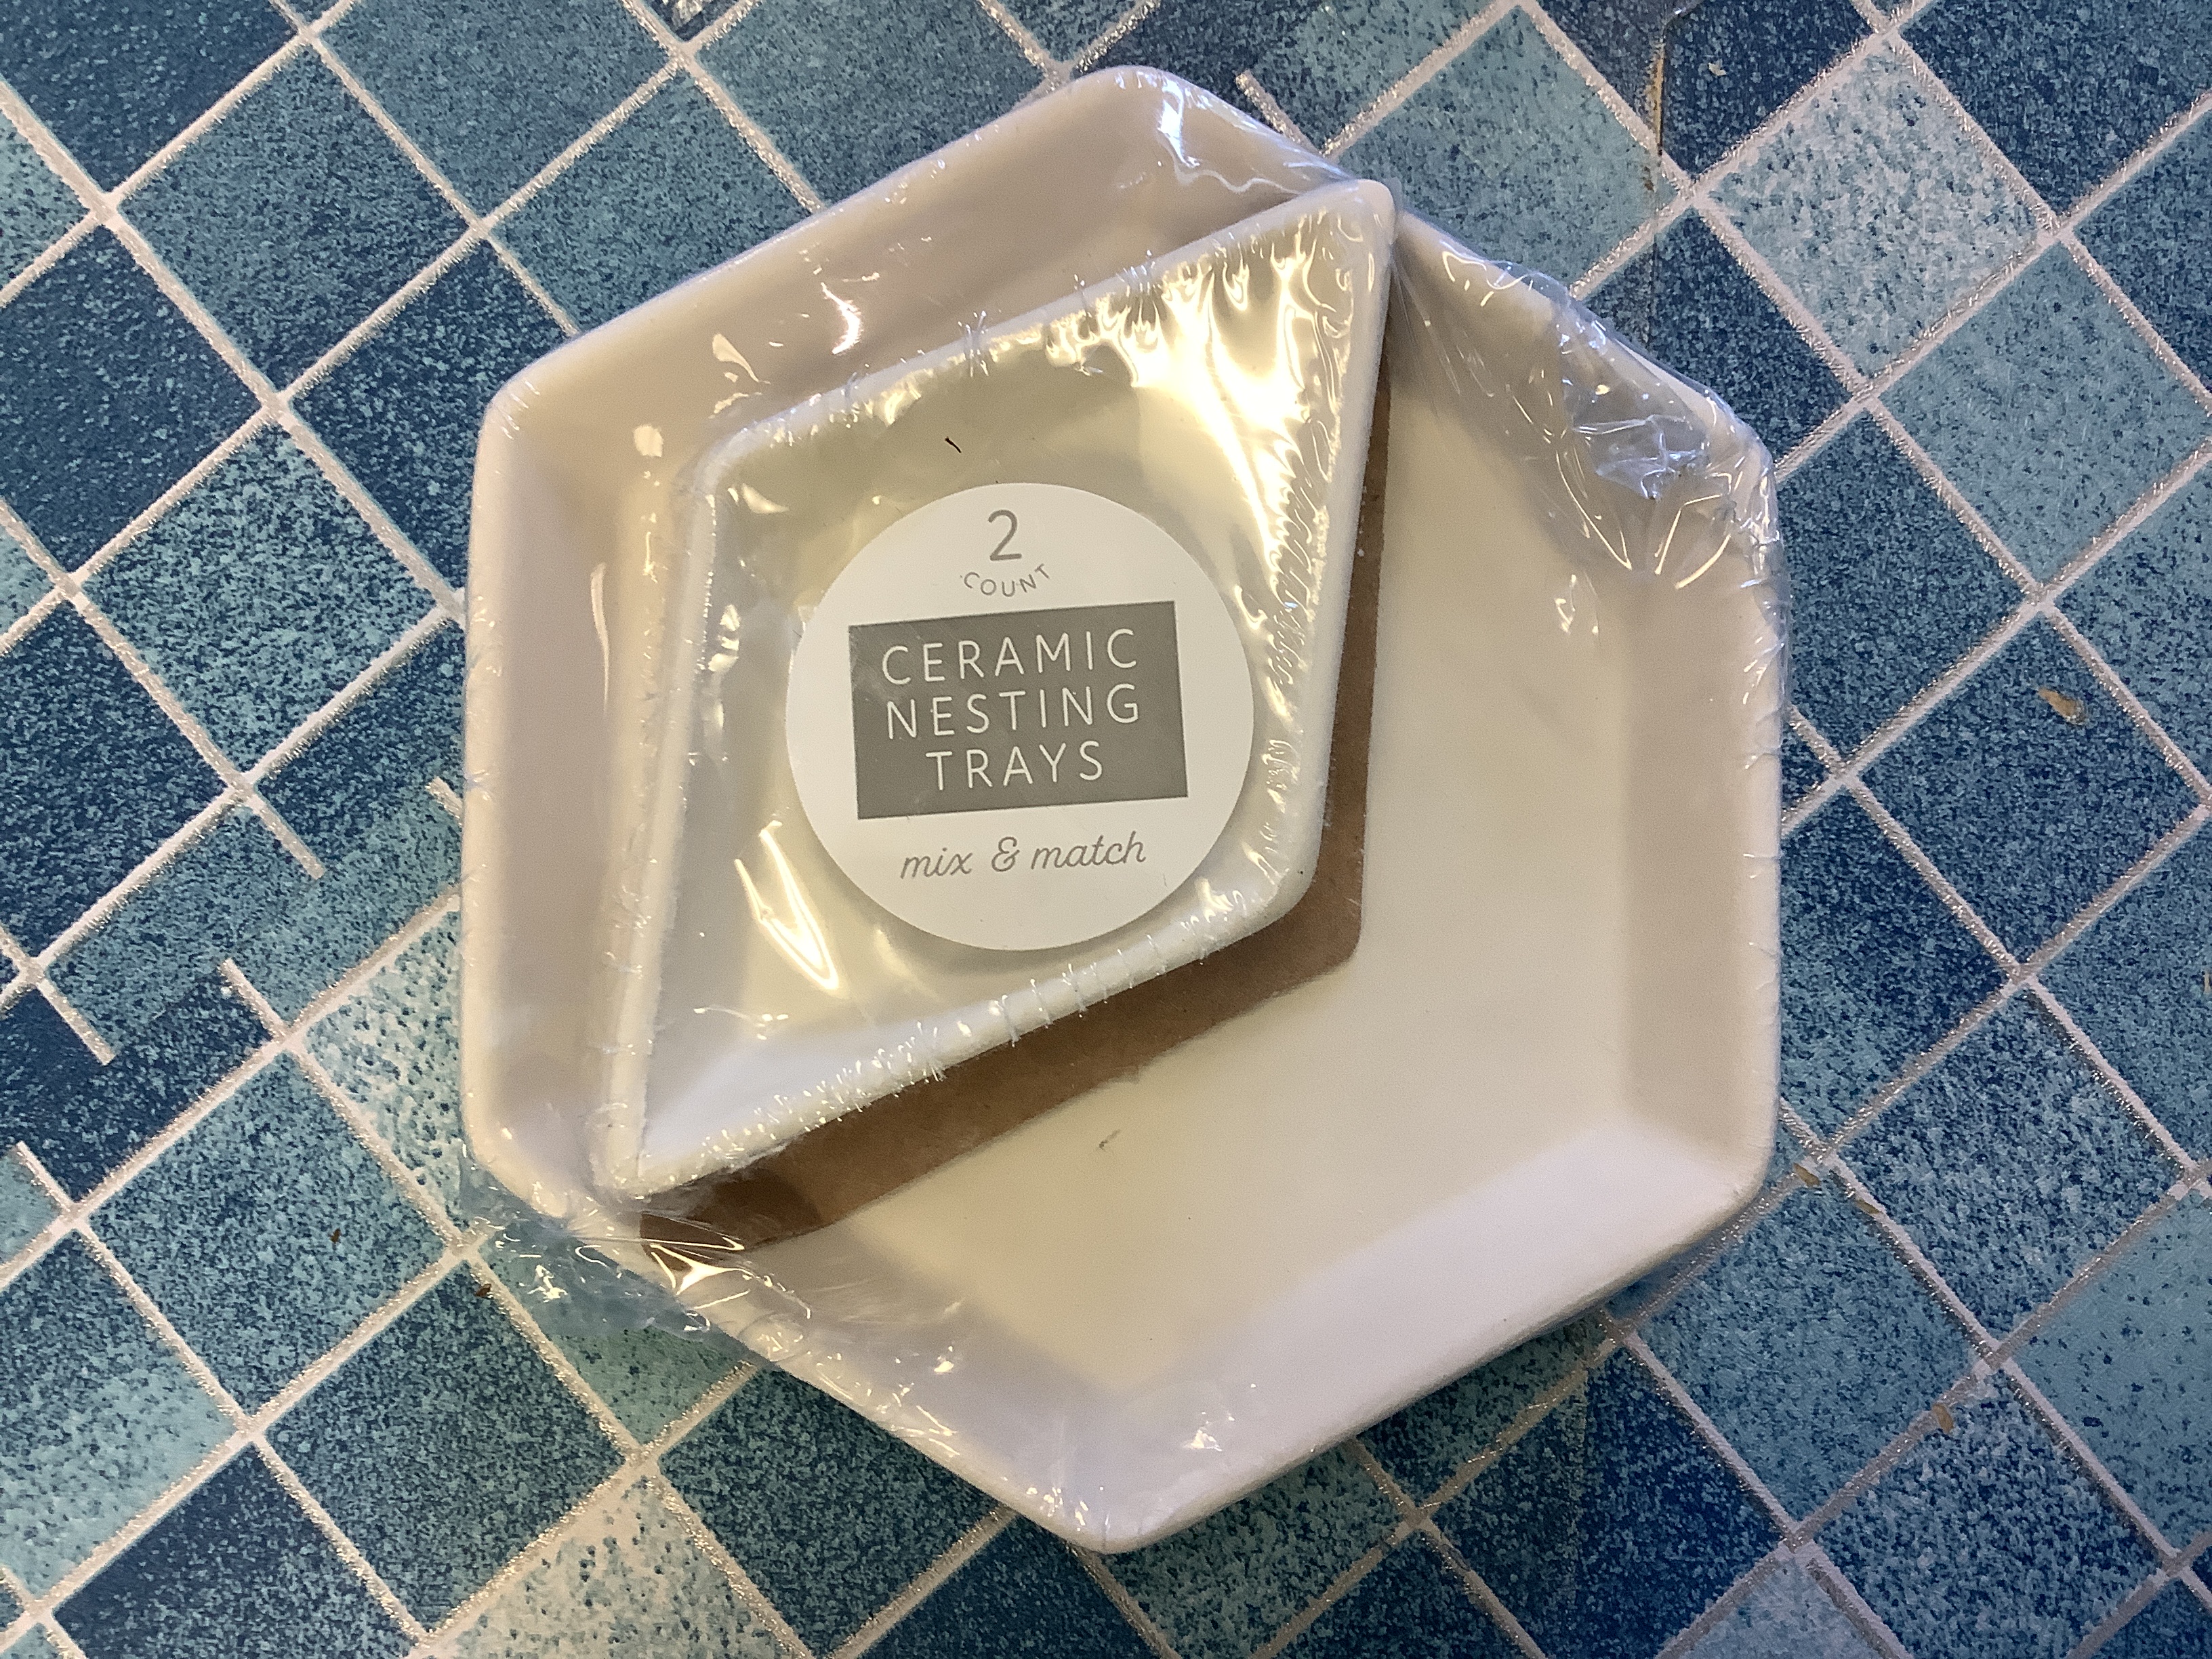 2
COUNT
CERAMIC
NESTING
TRAYS
mix & match